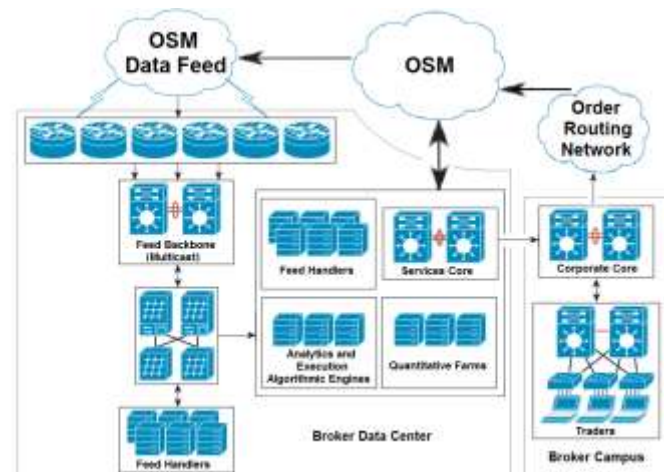 OSM
Data Feed
OSM
Order
Routing
Network
Feed Backbone
(Multicast)
Feed Handlers
Services Core
Corporate Core
Analytics and
Execution
Algorithmic Engines
Quantitative Farms
Feed Handlers
Broker Data Center
Traders
Broker Campus